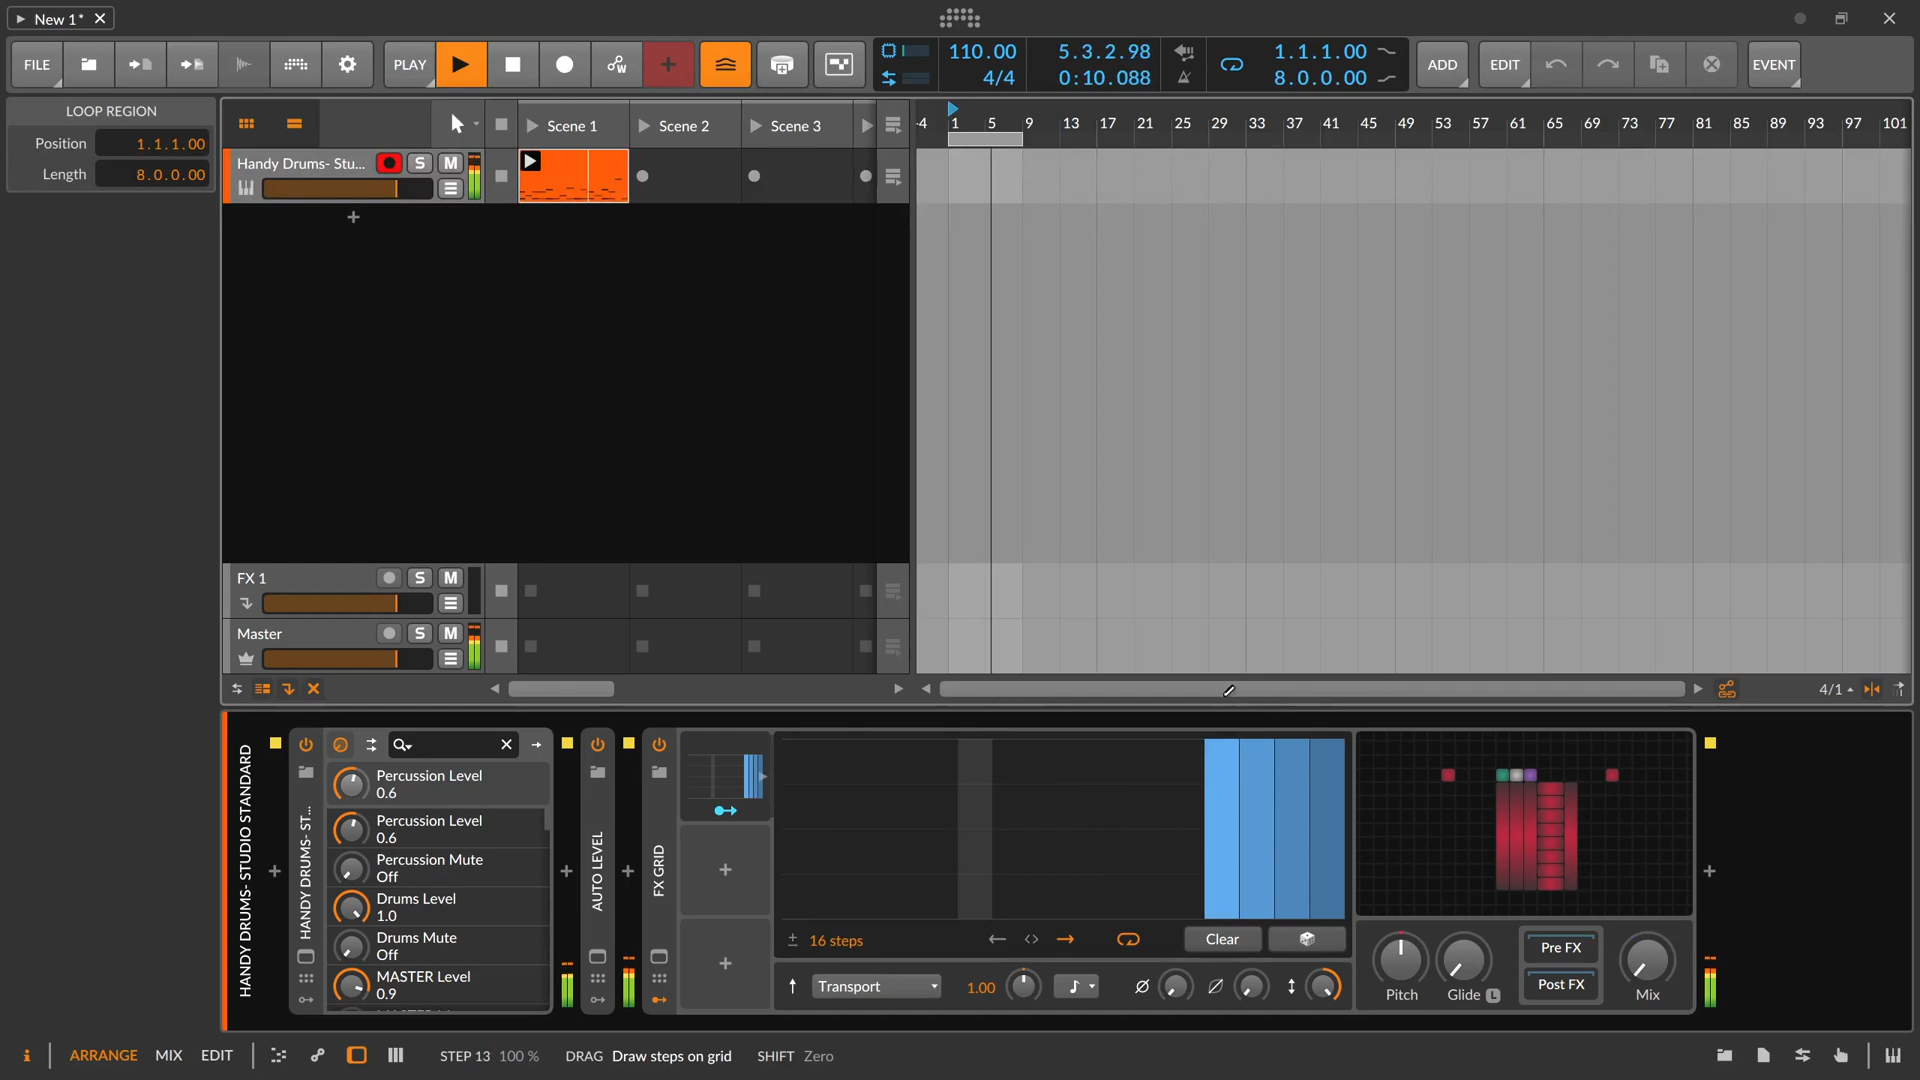 New 1*
FILE
PLAY
110.00
4/4
5.3.2.98
0:10.088
1.1.1.00
8.0.0.00
ADD
EDIT
EVENT
LOOP REGION
Position 1.1.1.00
Length 8.0.0.00
Scene 1
Scene 2
Scene 3
-4 1 5 9 13 17 21 25 29 33 37 41 45 49 53 57 61 65 69 73 77 81 85 89 93 97 101
Handy Drums- Stu... S M
FX 1 S M
Master S M
4/1
HANDY DRUMS- STUDIO STANDARD
HANDY DRUMS- ST...
Percussion Level
0.6
Percussion Level
0.6
Percussion Mute
Off
Drums Level
1.0
Drums Mute
Off
MASTER Level
0.9
AUTO LEVEL
FX GRID
16 steps
Clear
Transport
1.00
Pitch
Glide L
Pre FX
Post FX
Mix
ARRANGE MIX EDIT
STEP 13 100 % DRAG Draw steps on grid SHIFT Zero